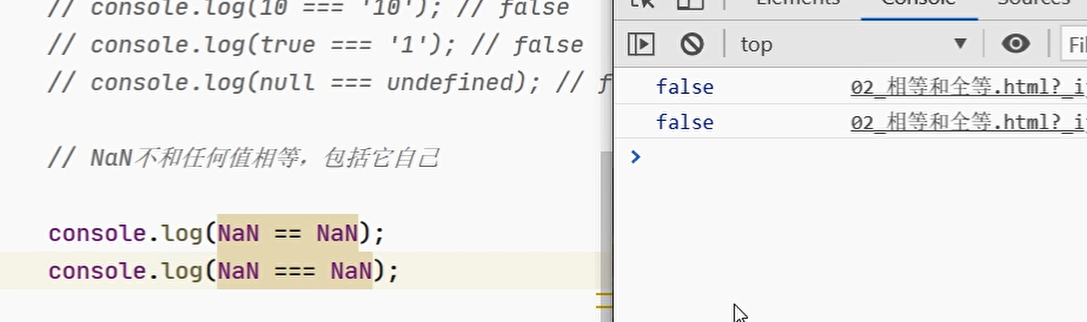 // console.log(10 === '10'); // false
// console.log(true === '1'); // false
// console.log(null === undefined); // f
// NaN不和任何值相等，包括它自己
console.log(NaN == NaN);
console.log(NaN === NaN);
Elements Console Sources
top
Fil
false 02_相等和全等.html?_i
false 02_相等和全等.html?_i